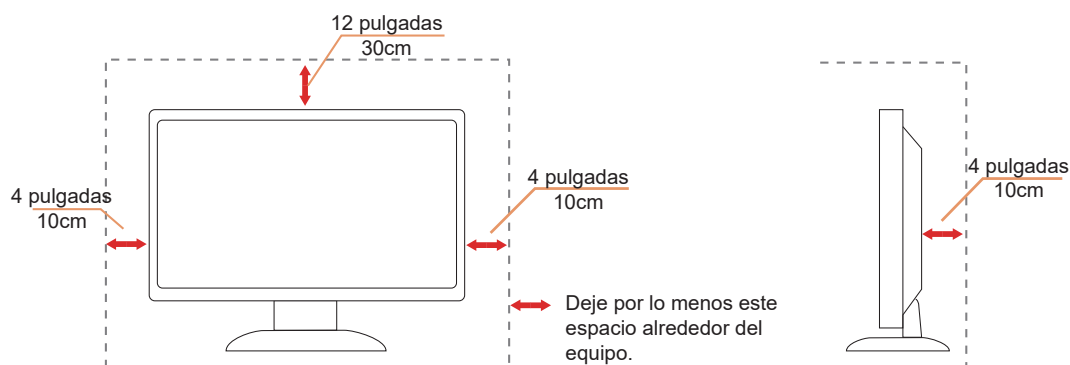 12 pulgadas
30cm
4 pulgadas
10cm
4 pulgadas
10cm
Deje por lo menos este
espacio alrededor del
equipo.
4 pulgadas
10cm